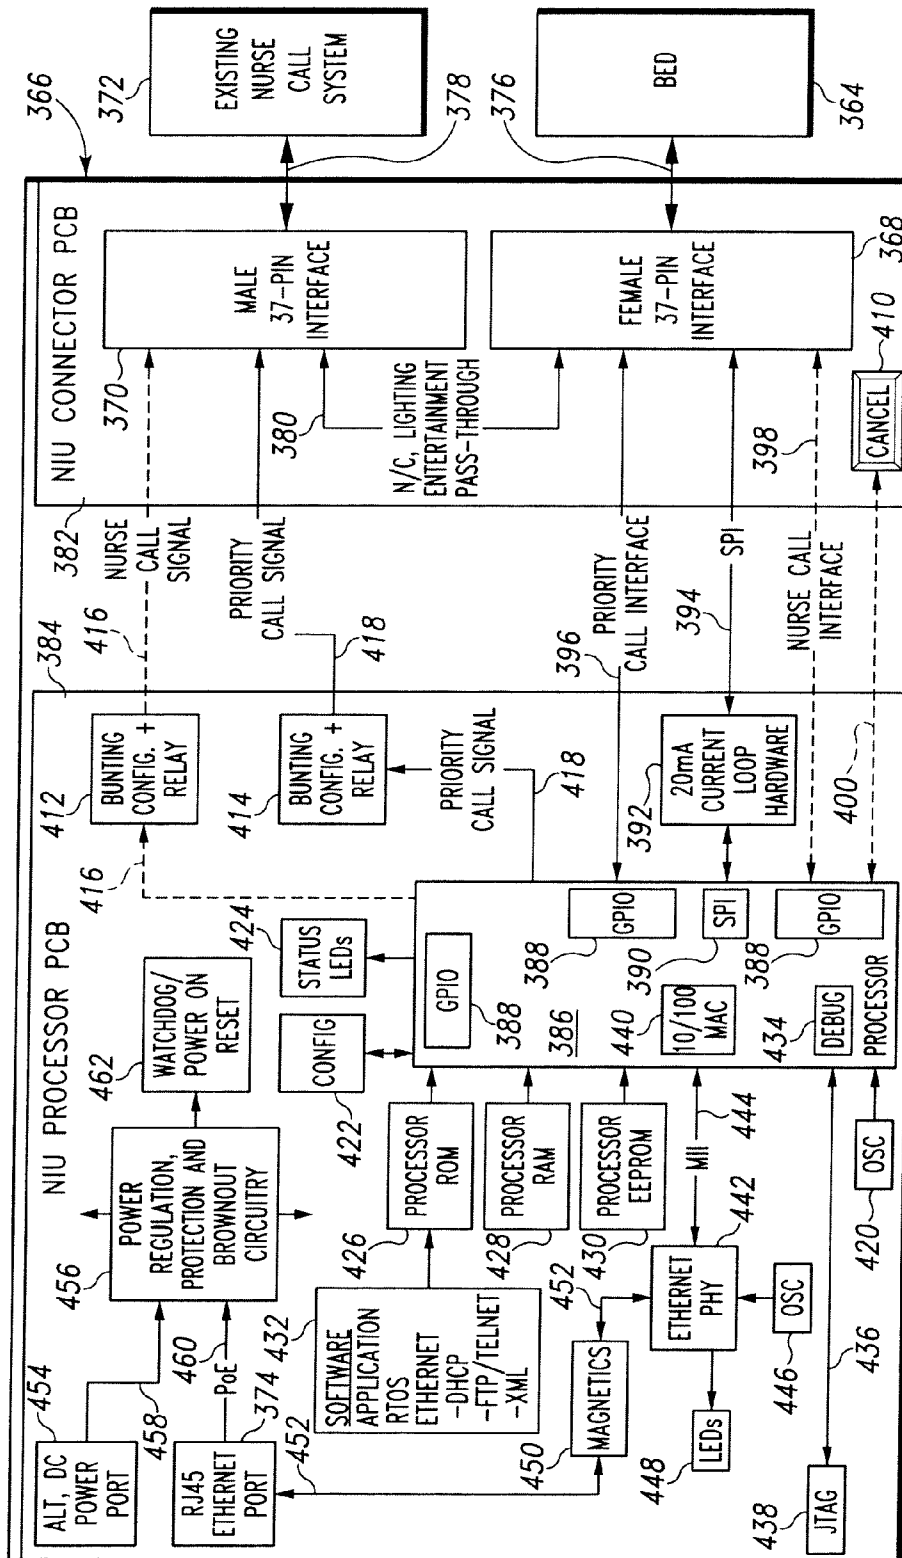 366
372
EXISTING
NURSE
CALL
SYSTEM
378
376
BED
364
NIU CONNECTOR PCB
370
MALE
37-PIN
INTERFACE
380
N/C, LIGHTING
ENTERTAINMENT
PASS-THROUGH
FEMALE
37-PIN
INTERFACE
368
CANCEL
410
398
382
NURSE
CALL
SIGNAL
416
PRIORITY
CALL SIGNAL
418
PRIORITY
CALL INTERFACE
396
SPI
394
NURSE CALL
INTERFACE
400
384
NIU PROCESSOR PCB
412
BUNTING
CONFIG. +
RELAY
416
414
BUNTING
CONFIG. +
RELAY
PRIORITY
CALL SIGNAL
418
392
20mA
CURRENT
LOOP
HARDWARE
462
WATCHDOG/
POWER ON
RESET
424
STATUS
LEDs
422
CONFIG
GPIO
388
386
GPIO
388
SPI
390
GPIO
388
440
10/100
MAC
434
DEBUG
PROCESSOR
456
POWER
REGULATION,
PROTECTION AND
BROWNOUT
CIRCUITRY
426
PROCESSOR
ROM
428
PROCESSOR
RAM
430
PROCESSOR
EEPROM
MII
444
OSC
420
454
ALT, DC
POWER
PORT
458
PoE
460
RJ45
ETHERNET
PORT
374
432
SOFTWARE
APPLICATION
RTOS
ETHERNET
-DHCP
-FTP/TELNET
-XML
452
450
MAGNETICS
452
ETHERNET
PHY
442
448
LEDs
OSC
446
436
438
JTAG